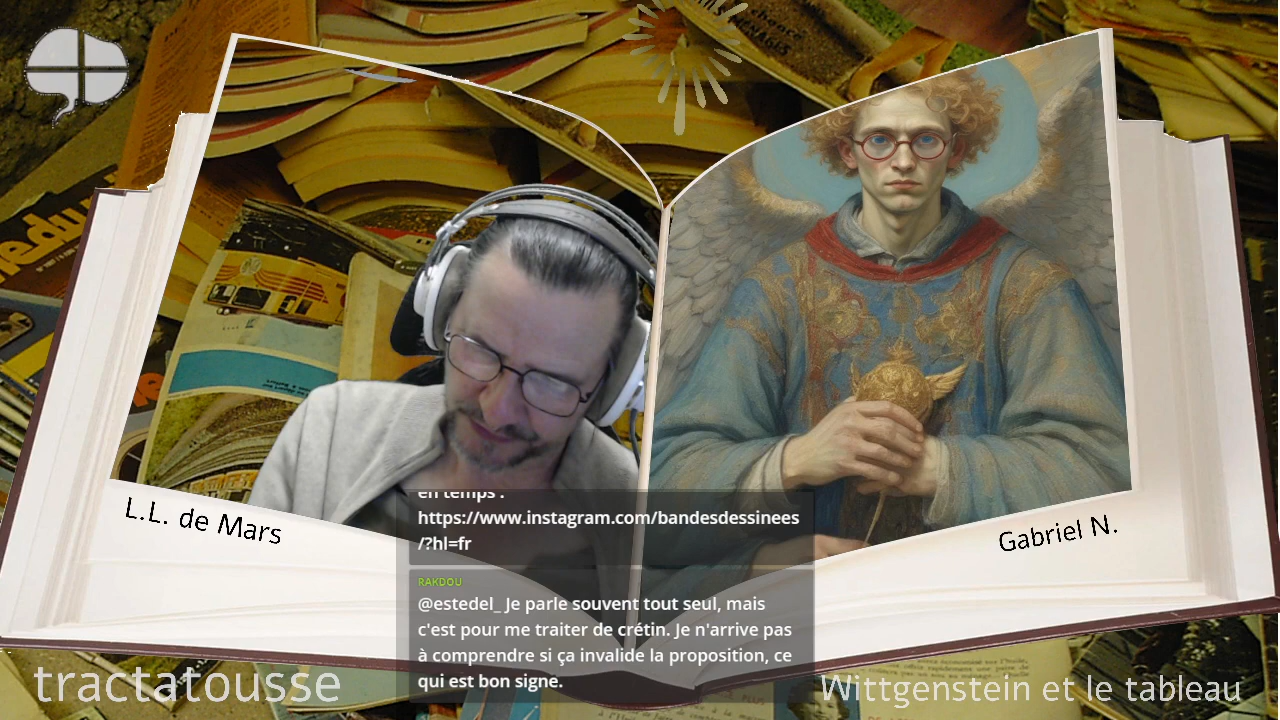 L.L. de Mars
Gabriel N.
https://www.instagram.com/bandesdessinees
/?hl=fr
RAKDOU
@estedel_ Je parle souvent tout seul, mais
c'est pour me traiter de crétin. Je n'arrive pas
à comprendre si ça invalide la proposition, ce
qui est bon signe.
tractatousse
Wittgenstein et le tableau